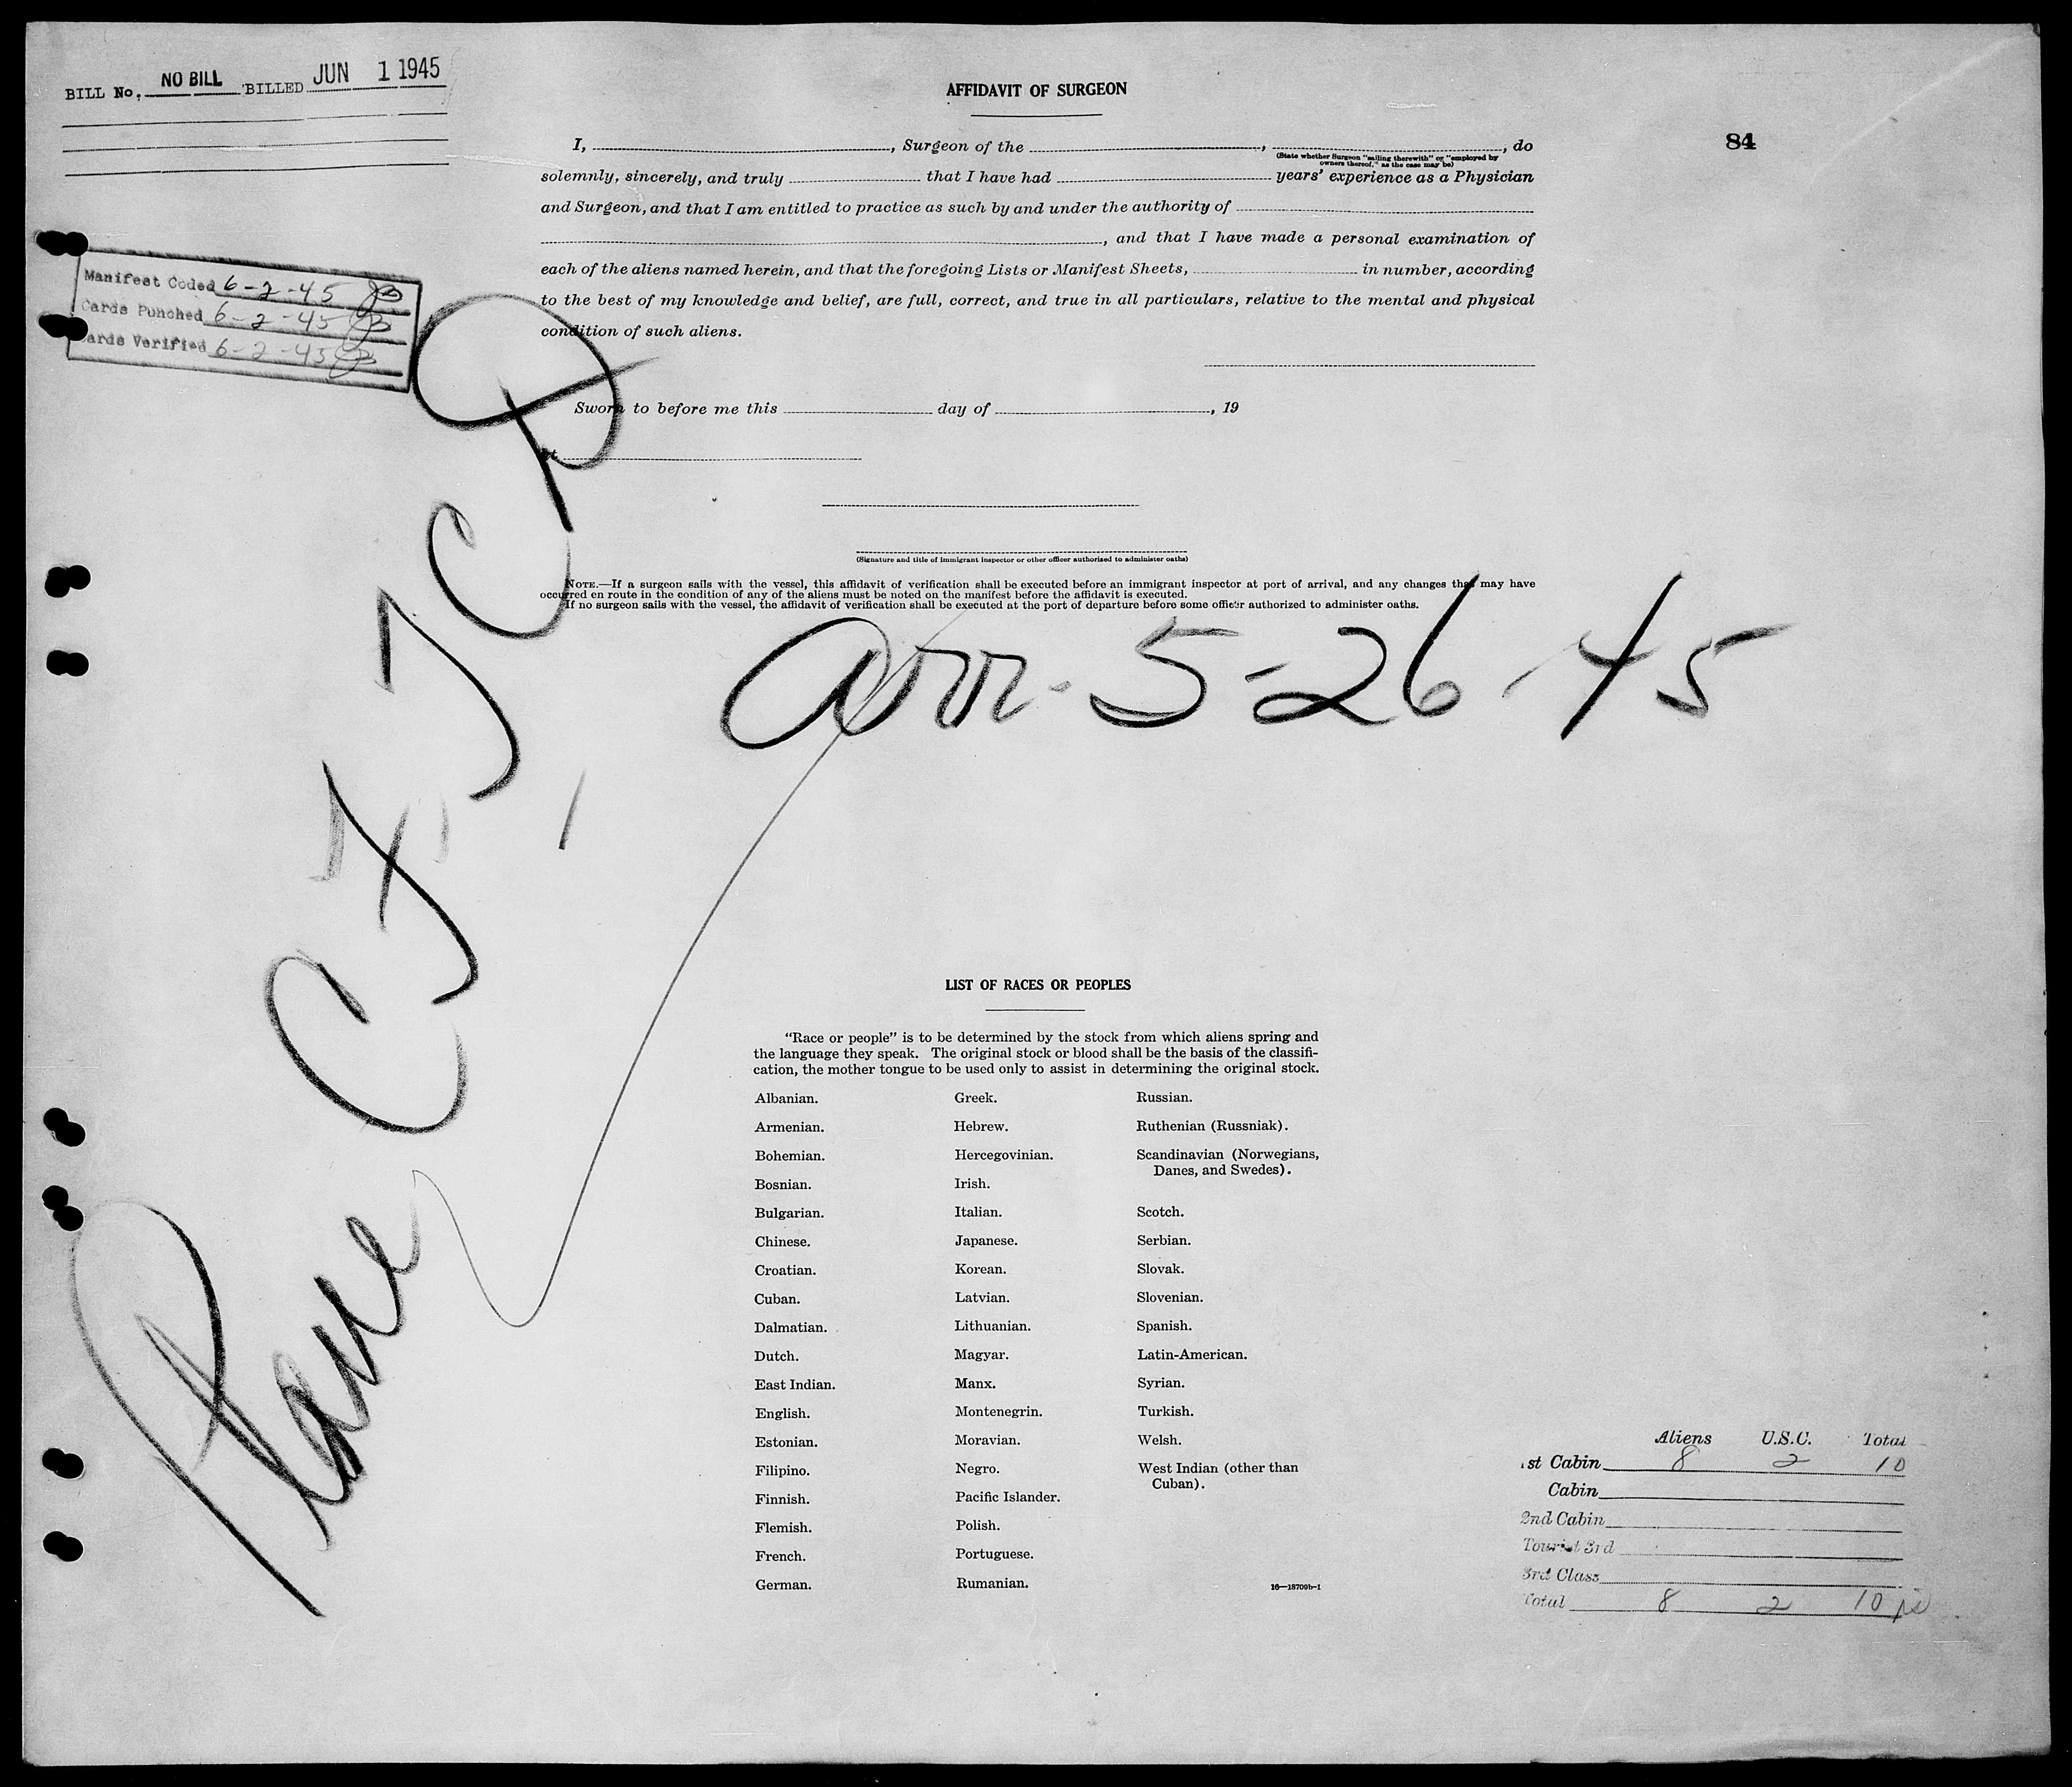 BILL No. NO BILL BILLED JUN 1 1945
AFFIDAVIT OF SURGEON
84
I, , Surgeon of the , , do
(State whether Surgeon "sailing therewith" or "employed by
owners thereof," as the case may be)
solemnly, sincerely, and truly that I have had years' experience as a Physician
and Surgeon, and that I am entitled to practice as such by and under the authority of
, and that I have made a personal examination of
each of the aliens named herein, and that the foregoing Lists or Manifest Sheets, in number, according
to the best of my knowledge and belief, are full, correct, and true in all particulars, relative to the mental and physical
condition of such aliens.
Manifest Coded 6-2-45
Cards Punched 6-2-45
Cards Verified 6-2-45
Sworn to before me this day of , 19
at
(Signature and title of immigrant inspector or other officer authorized to administer oaths)
NOTE.—If a surgeon sails with the vessel, this affidavit of verification shall be executed before an immigrant inspector at port of arrival, and any changes that may have
occurred en route in the condition of any of the aliens must be noted on the manifest before the affidavit is executed.
If no surgeon sails with the vessel, the affidavit of verification shall be executed at the port of departure before some officer authorized to administer oaths.
Arr. 5-26-45
Plane
LIST OF RACES OR PEOPLES
"Race or people" is to be determined by the stock from which aliens spring and
the language they speak. The original stock or blood shall be the basis of the classifi-
cation, the mother tongue to be used only to assist in determining the original stock.
Albanian. Greek. Russian.
Armenian. Hebrew. Ruthenian (Russniak).
Bohemian. Hercegovinian. Scandinavian (Norwegians,
Danes, and Swedes).
Bosnian. Irish.
Bulgarian. Italian. Scotch.
Chinese. Japanese. Serbian.
Croatian. Korean. Slovak.
Cuban. Latvian. Slovenian.
Dalmatian. Lithuanian. Spanish.
Dutch. Magyar. Latin-American.
East Indian. Manx. Syrian.
English. Montenegrin. Turkish.
Estonian. Moravian. Welsh.
Filipino. Negro. West Indian (other than
Cuban).
Finnish. Pacific Islander.
Flemish. Polish.
French. Portuguese.
German. Rumanian.
16—18709b-1
Aliens U.S.C. Total
1st Cabin 8 2 10
Cabin
2nd Cabin
Tourist 3rd
3rd Class
Total 8 2 10